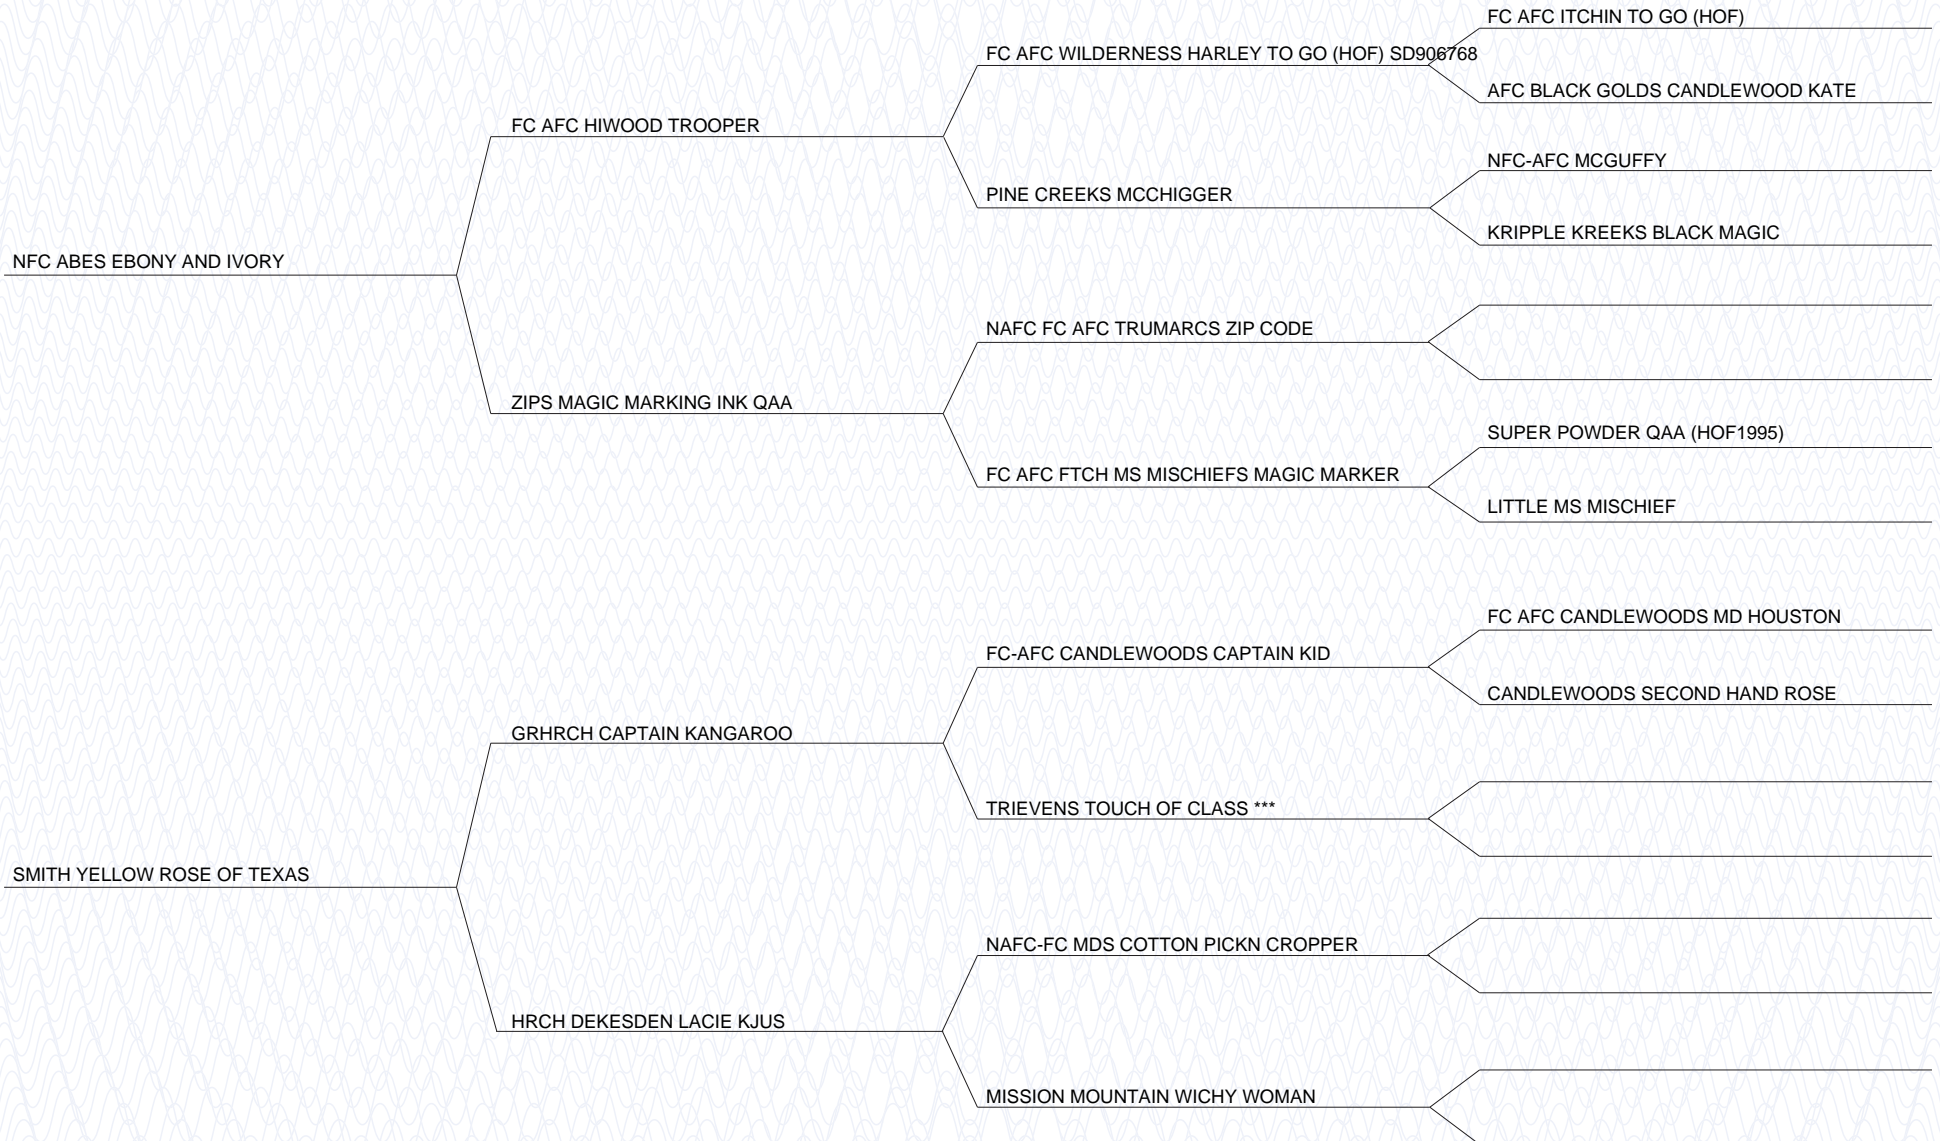 FC AFC ITCHIN TO GO (HOF)
FC AFC WILDERNESS HARLEY TO GO (HOF) SD906768
AFC BLACK GOLDS CANDLEWOOD KATE
FC AFC HIWOOD TROOPER
NFC-AFC MCGUFFY
PINE CREEKS MCCHIGGER
KRIPPLE KREEKS BLACK MAGIC
NFC ABES EBONY AND IVORY
NAFC FC AFC TRUMARCS ZIP CODE
ZIPS MAGIC MARKING INK QAA
SUPER POWDER QAA (HOF1995)
FC AFC FTCH MS MISCHIEFS MAGIC MARKER
LITTLE MS MISCHIEF
FC AFC CANDLEWOODS MD HOUSTON
FC-AFC CANDLEWOODS CAPTAIN KID
CANDLEWOODS SECOND HAND ROSE
GRHRCH CAPTAIN KANGAROO
TRIEVENS TOUCH OF CLASS ***
SMITH YELLOW ROSE OF TEXAS
NAFC-FC MDS COTTON PICKN CROPPER
HRCH DEKESDEN LACIE KJUS
MISSION MOUNTAIN WICHY WOMAN